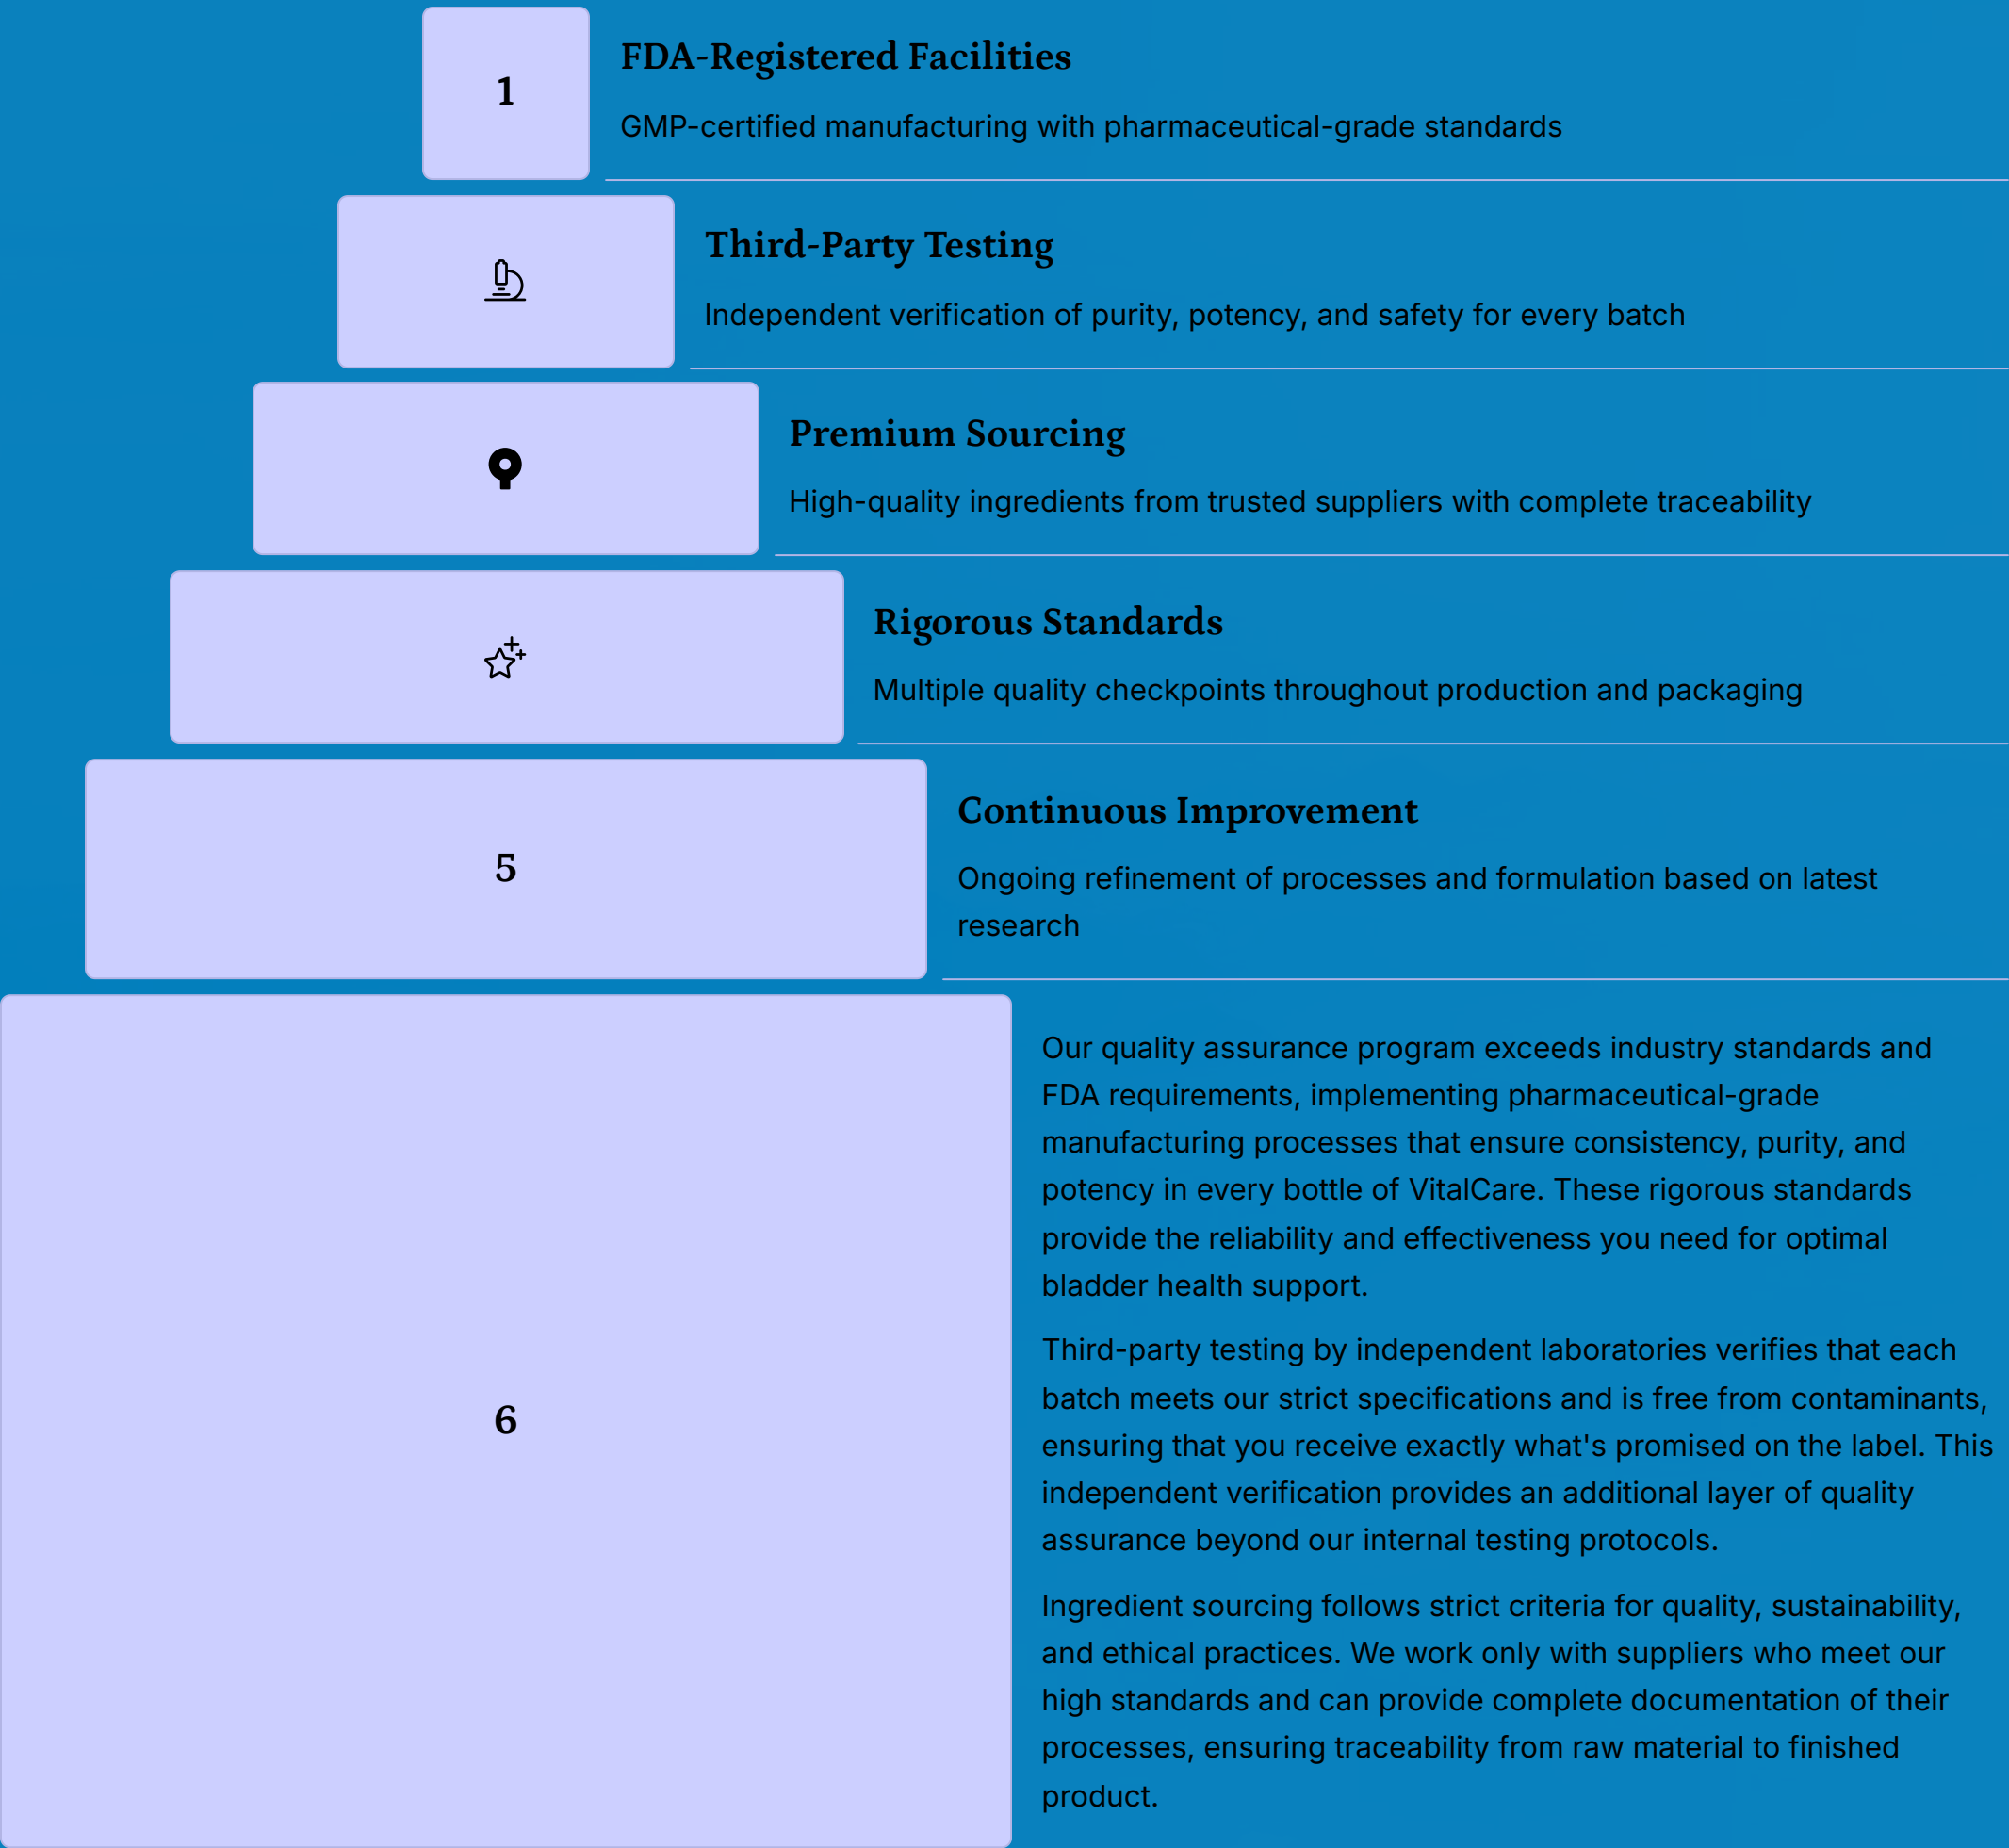 1
FDA-Registered Facilities
GMP-certified manufacturing with pharmaceutical-grade standards
Third-Party Testing
Independent verification of purity, potency, and safety for every batch
Premium Sourcing
High-quality ingredients from trusted suppliers with complete traceability
Rigorous Standards
Multiple quality checkpoints throughout production and packaging
5
Continuous Improvement
Ongoing refinement of processes and formulation based on latest
research
6
Our quality assurance program exceeds industry standards and
FDA requirements, implementing pharmaceutical-grade
manufacturing processes that ensure consistency, purity, and
potency in every bottle of VitalCare. These rigorous standards
provide the reliability and effectiveness you need for optimal
bladder health support.
Third-party testing by independent laboratories verifies that each
batch meets our strict specifications and is free from contaminants,
ensuring that you receive exactly what's promised on the label. This
independent verification provides an additional layer of quality
assurance beyond our internal testing protocols.
Ingredient sourcing follows strict criteria for quality, sustainability,
and ethical practices. We work only with suppliers who meet our
high standards and can provide complete documentation of their
processes, ensuring traceability from raw material to finished
product.